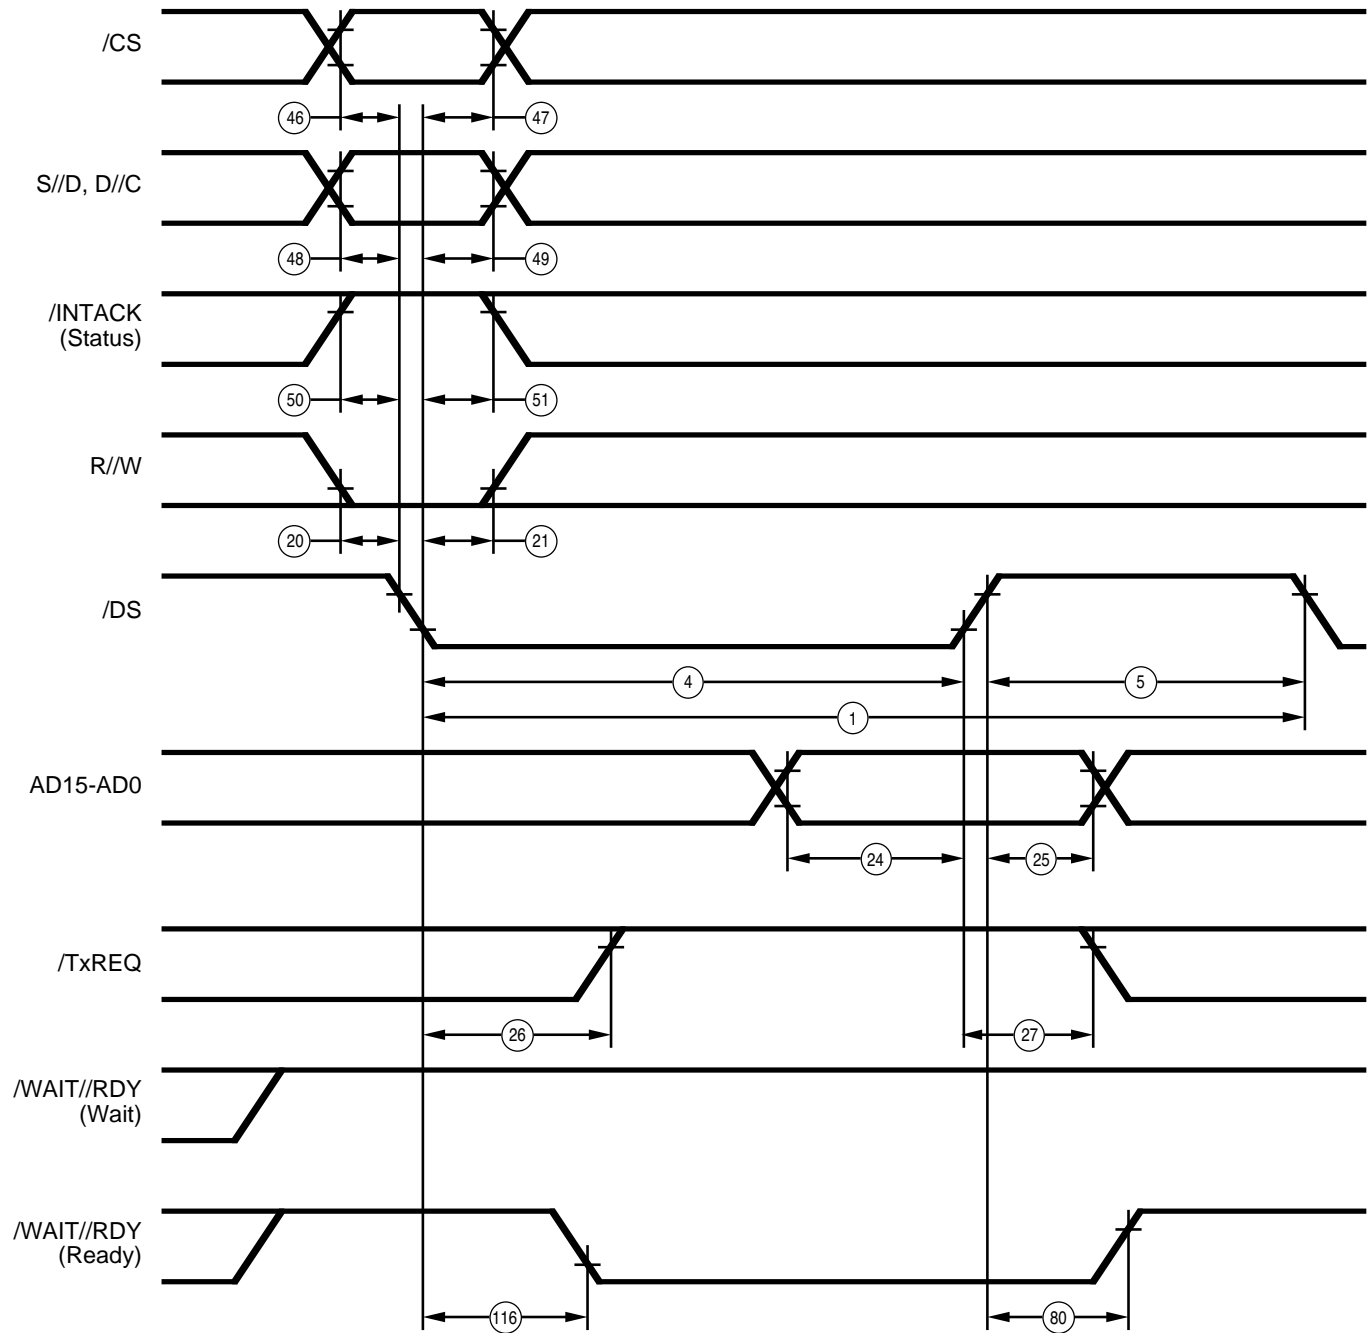 /CS
46
47
S//D, D//C
48
49
/INTACK
(Status)
50
51
R//W
20
21
/DS
4
5
1
AD15-AD0
24
25
/TxREQ
26
27
/WAIT//RDY
(Wait)
/WAIT//RDY
(Ready)
116
80